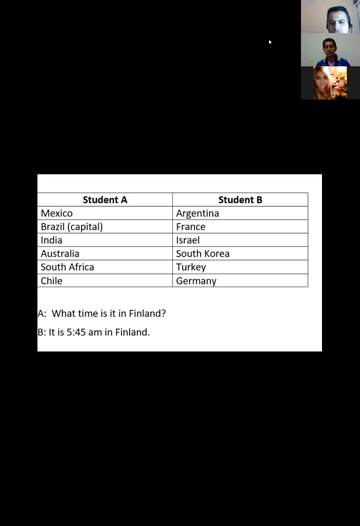 Student A Student B
Mexico Argentina
Brazil (capital) France
India Israel
Australia South Korea
South Africa Turkey
Chile Germany
A: What time is it in Finland?
B: It is 5:45 am in Finland.